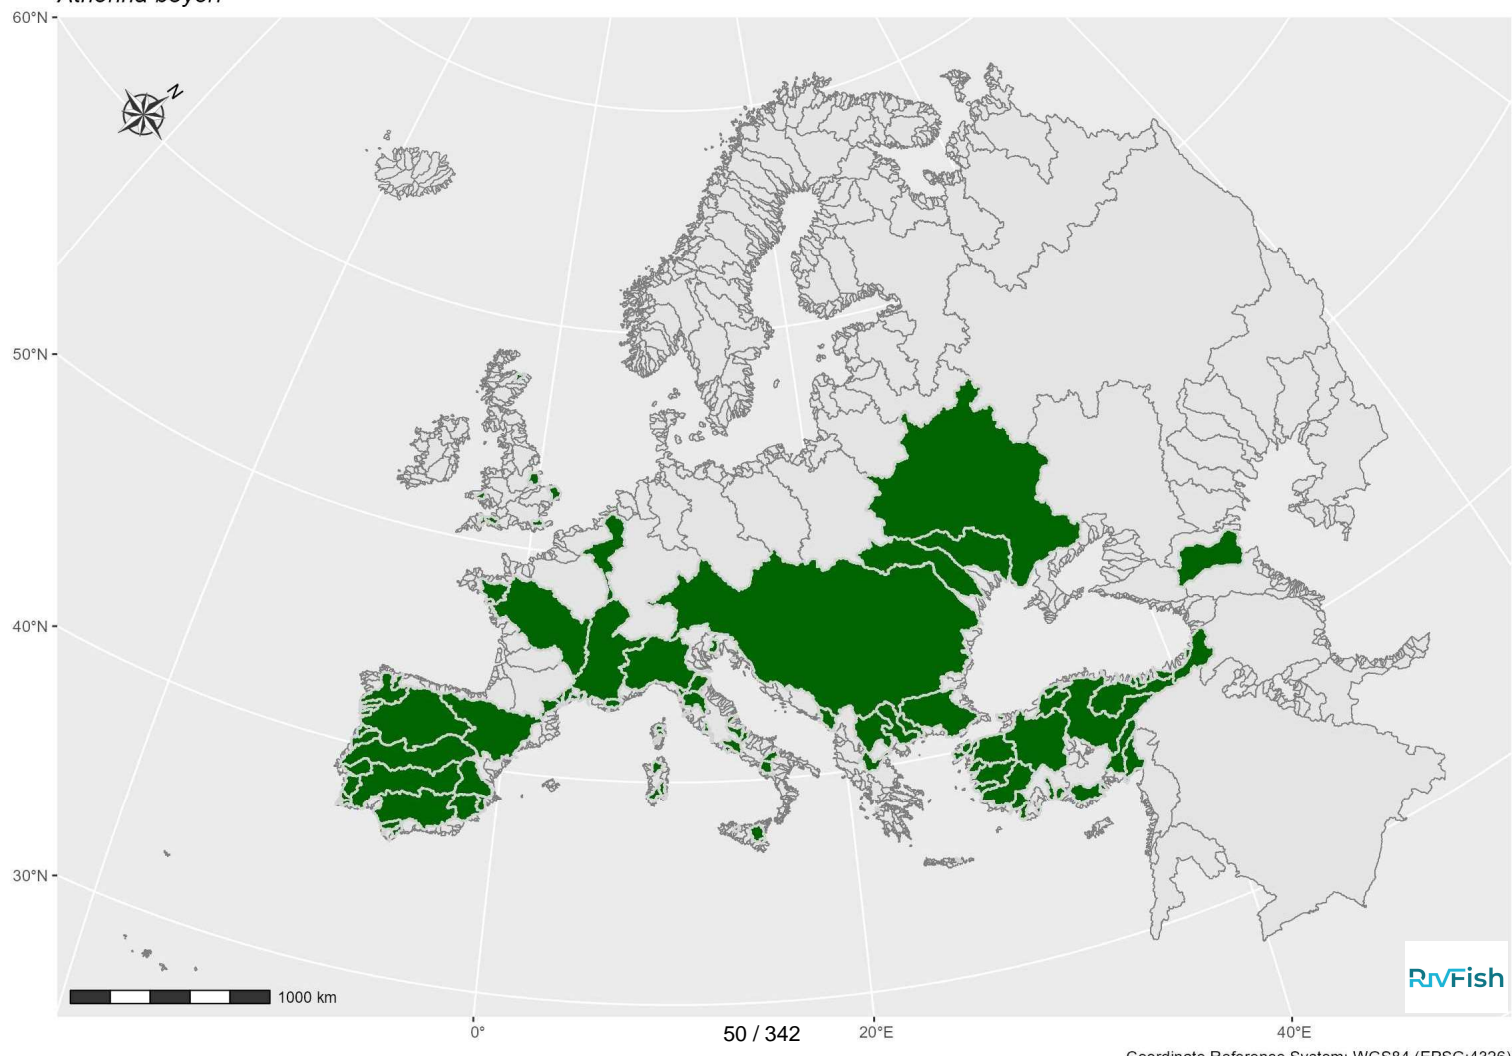 Atherina boyeri
60°N
N
50°N
40°N
30°N
1000 km
RivFish
0°
50 / 342
20°E
40°E
Coordinate Reference System: WGS84 (EPSG:4326)